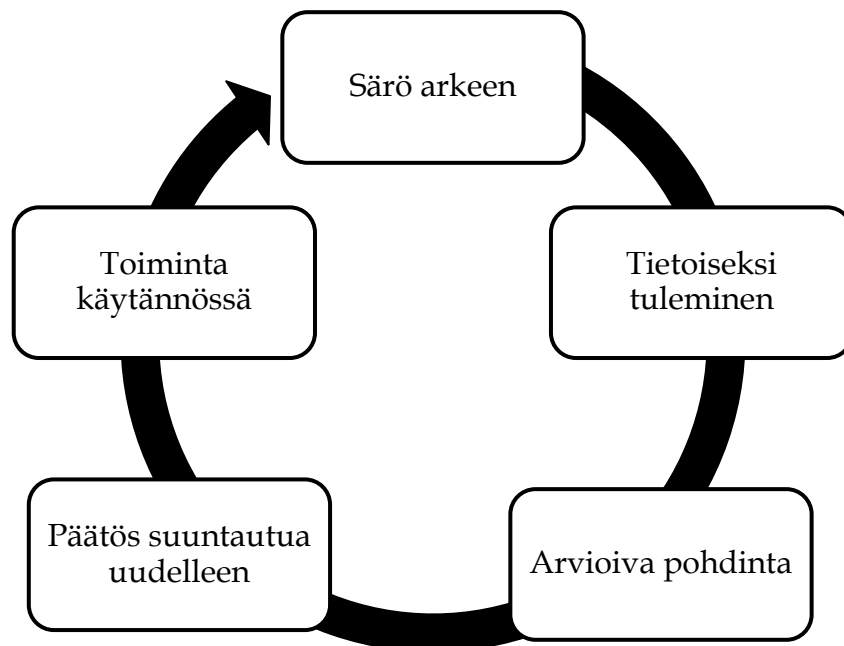 Särö arkeen
Tietoiseksi
tuleminen
Arvioiva pohdinta
Päätös suuntautua
uudelleen
Toiminta
käytännössä